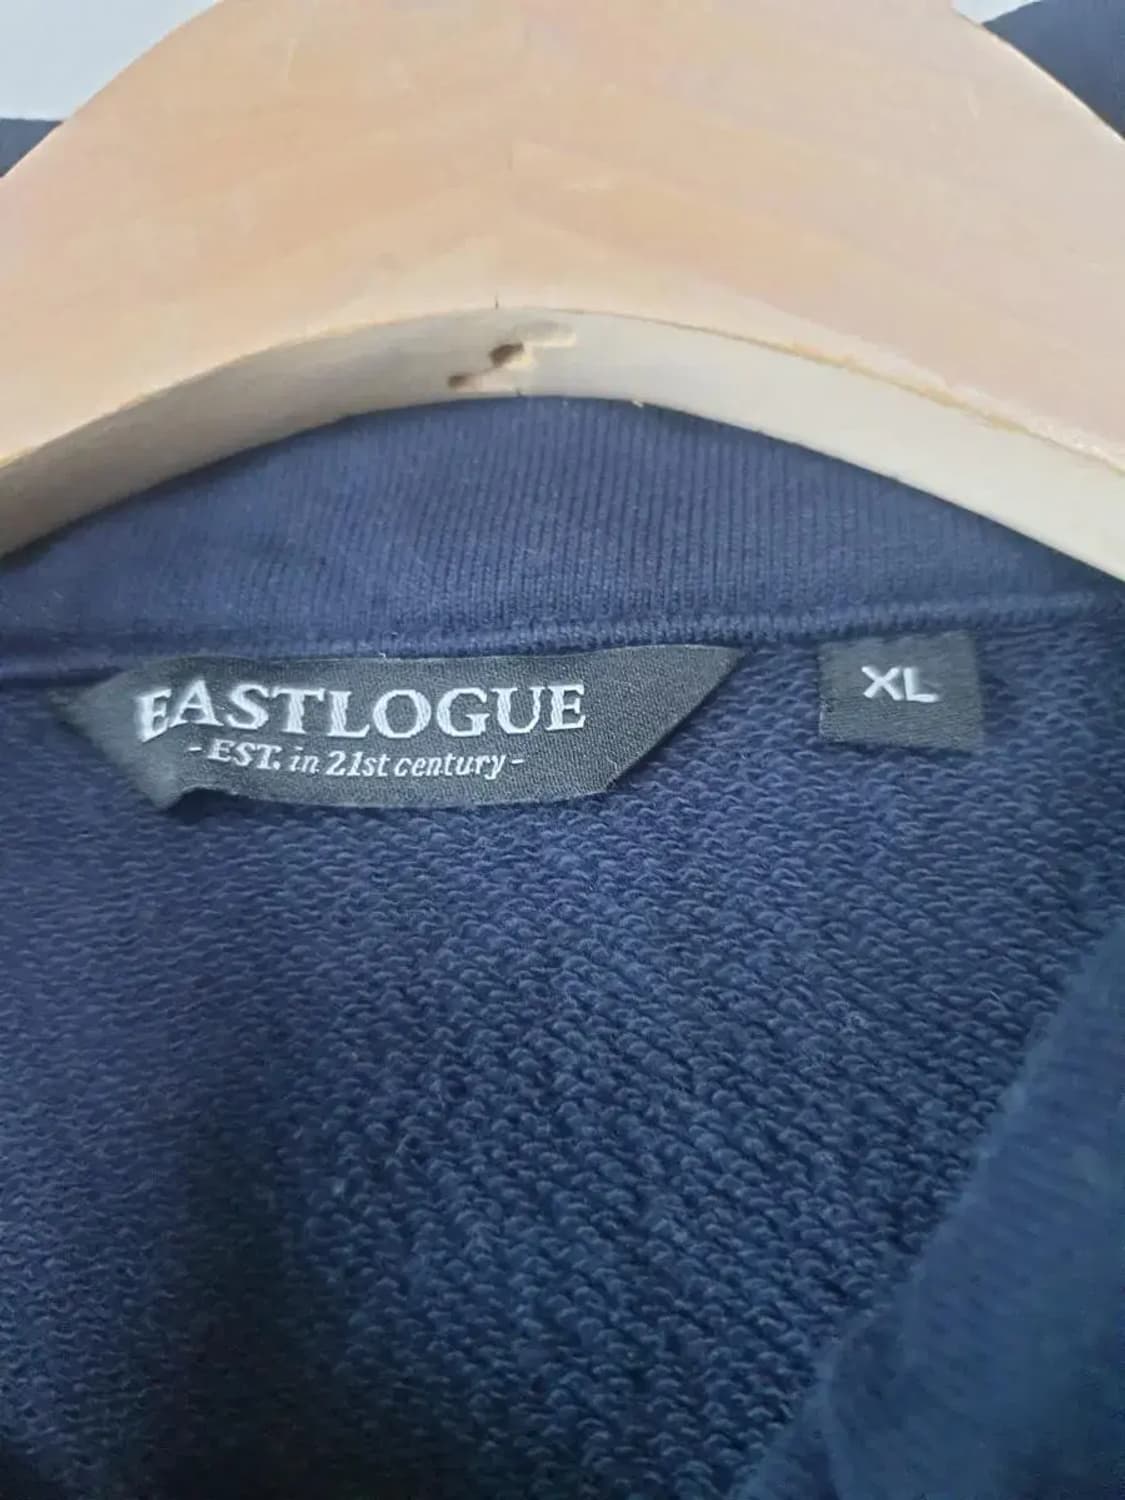 EASTLOGUE
- EST. in 21st century -
XL